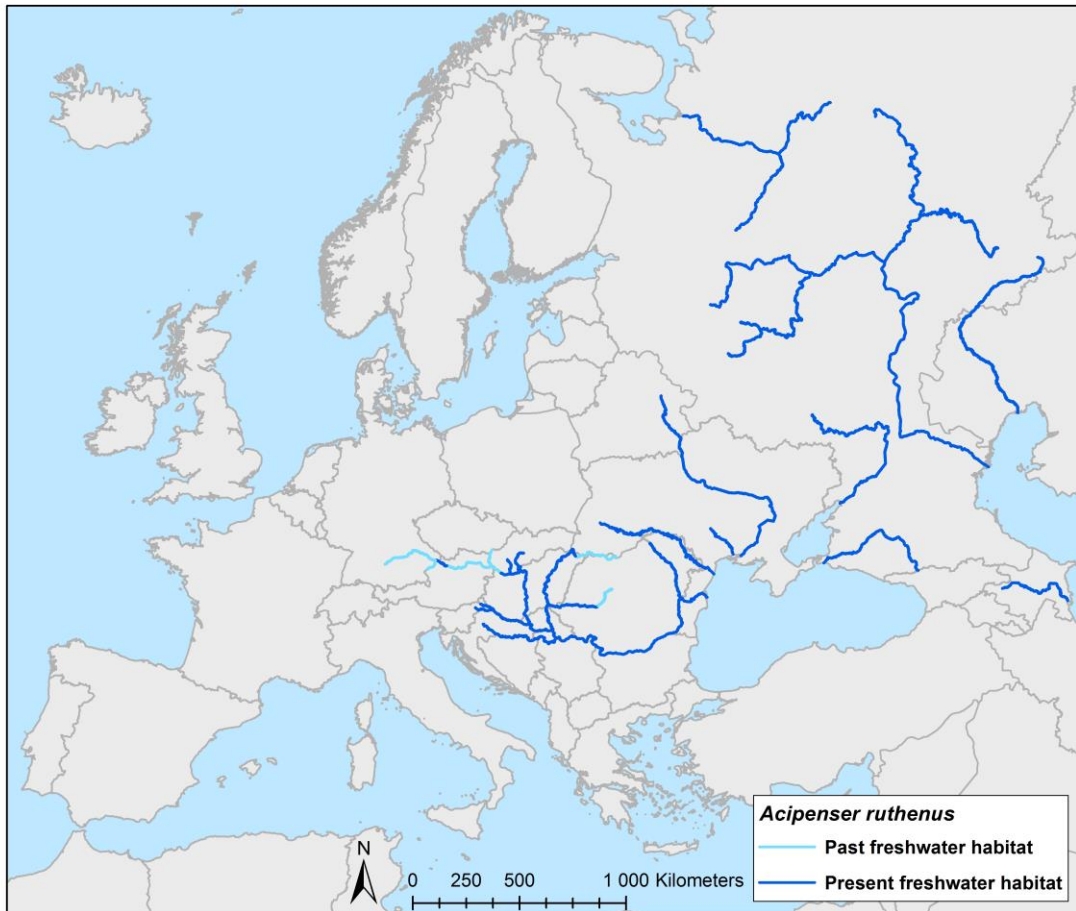 N
0 250 500 1 000 Kilometers
Acipenser ruthenus
Past freshwater habitat
Present freshwater habitat